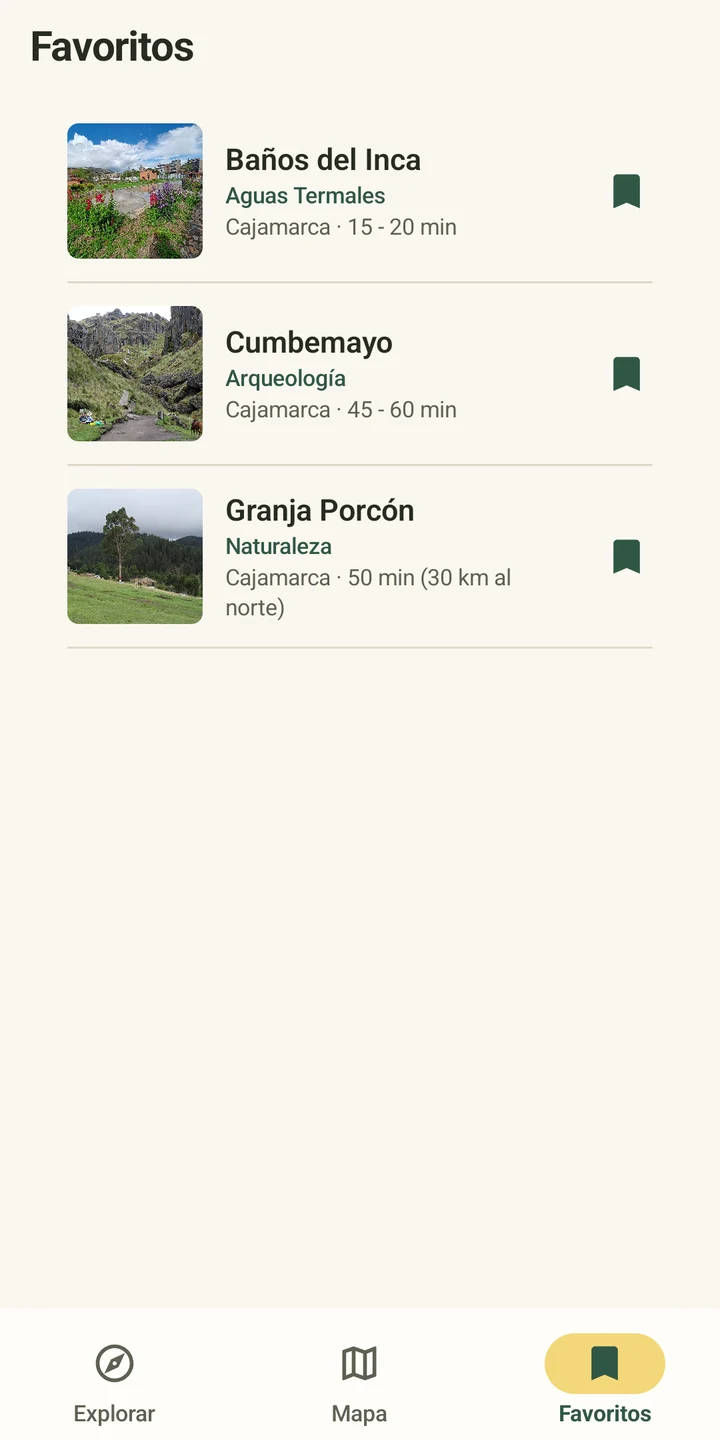 Favoritos
Baños del Inca
Aguas Termales
Cajamarca · 15 - 20 min
Cumbemayo
Arqueología
Cajamarca · 45 - 60 min
Granja Porcón
Naturaleza
Cajamarca · 50 min (30 km al
norte)
Explorar
Mapa
Favoritos